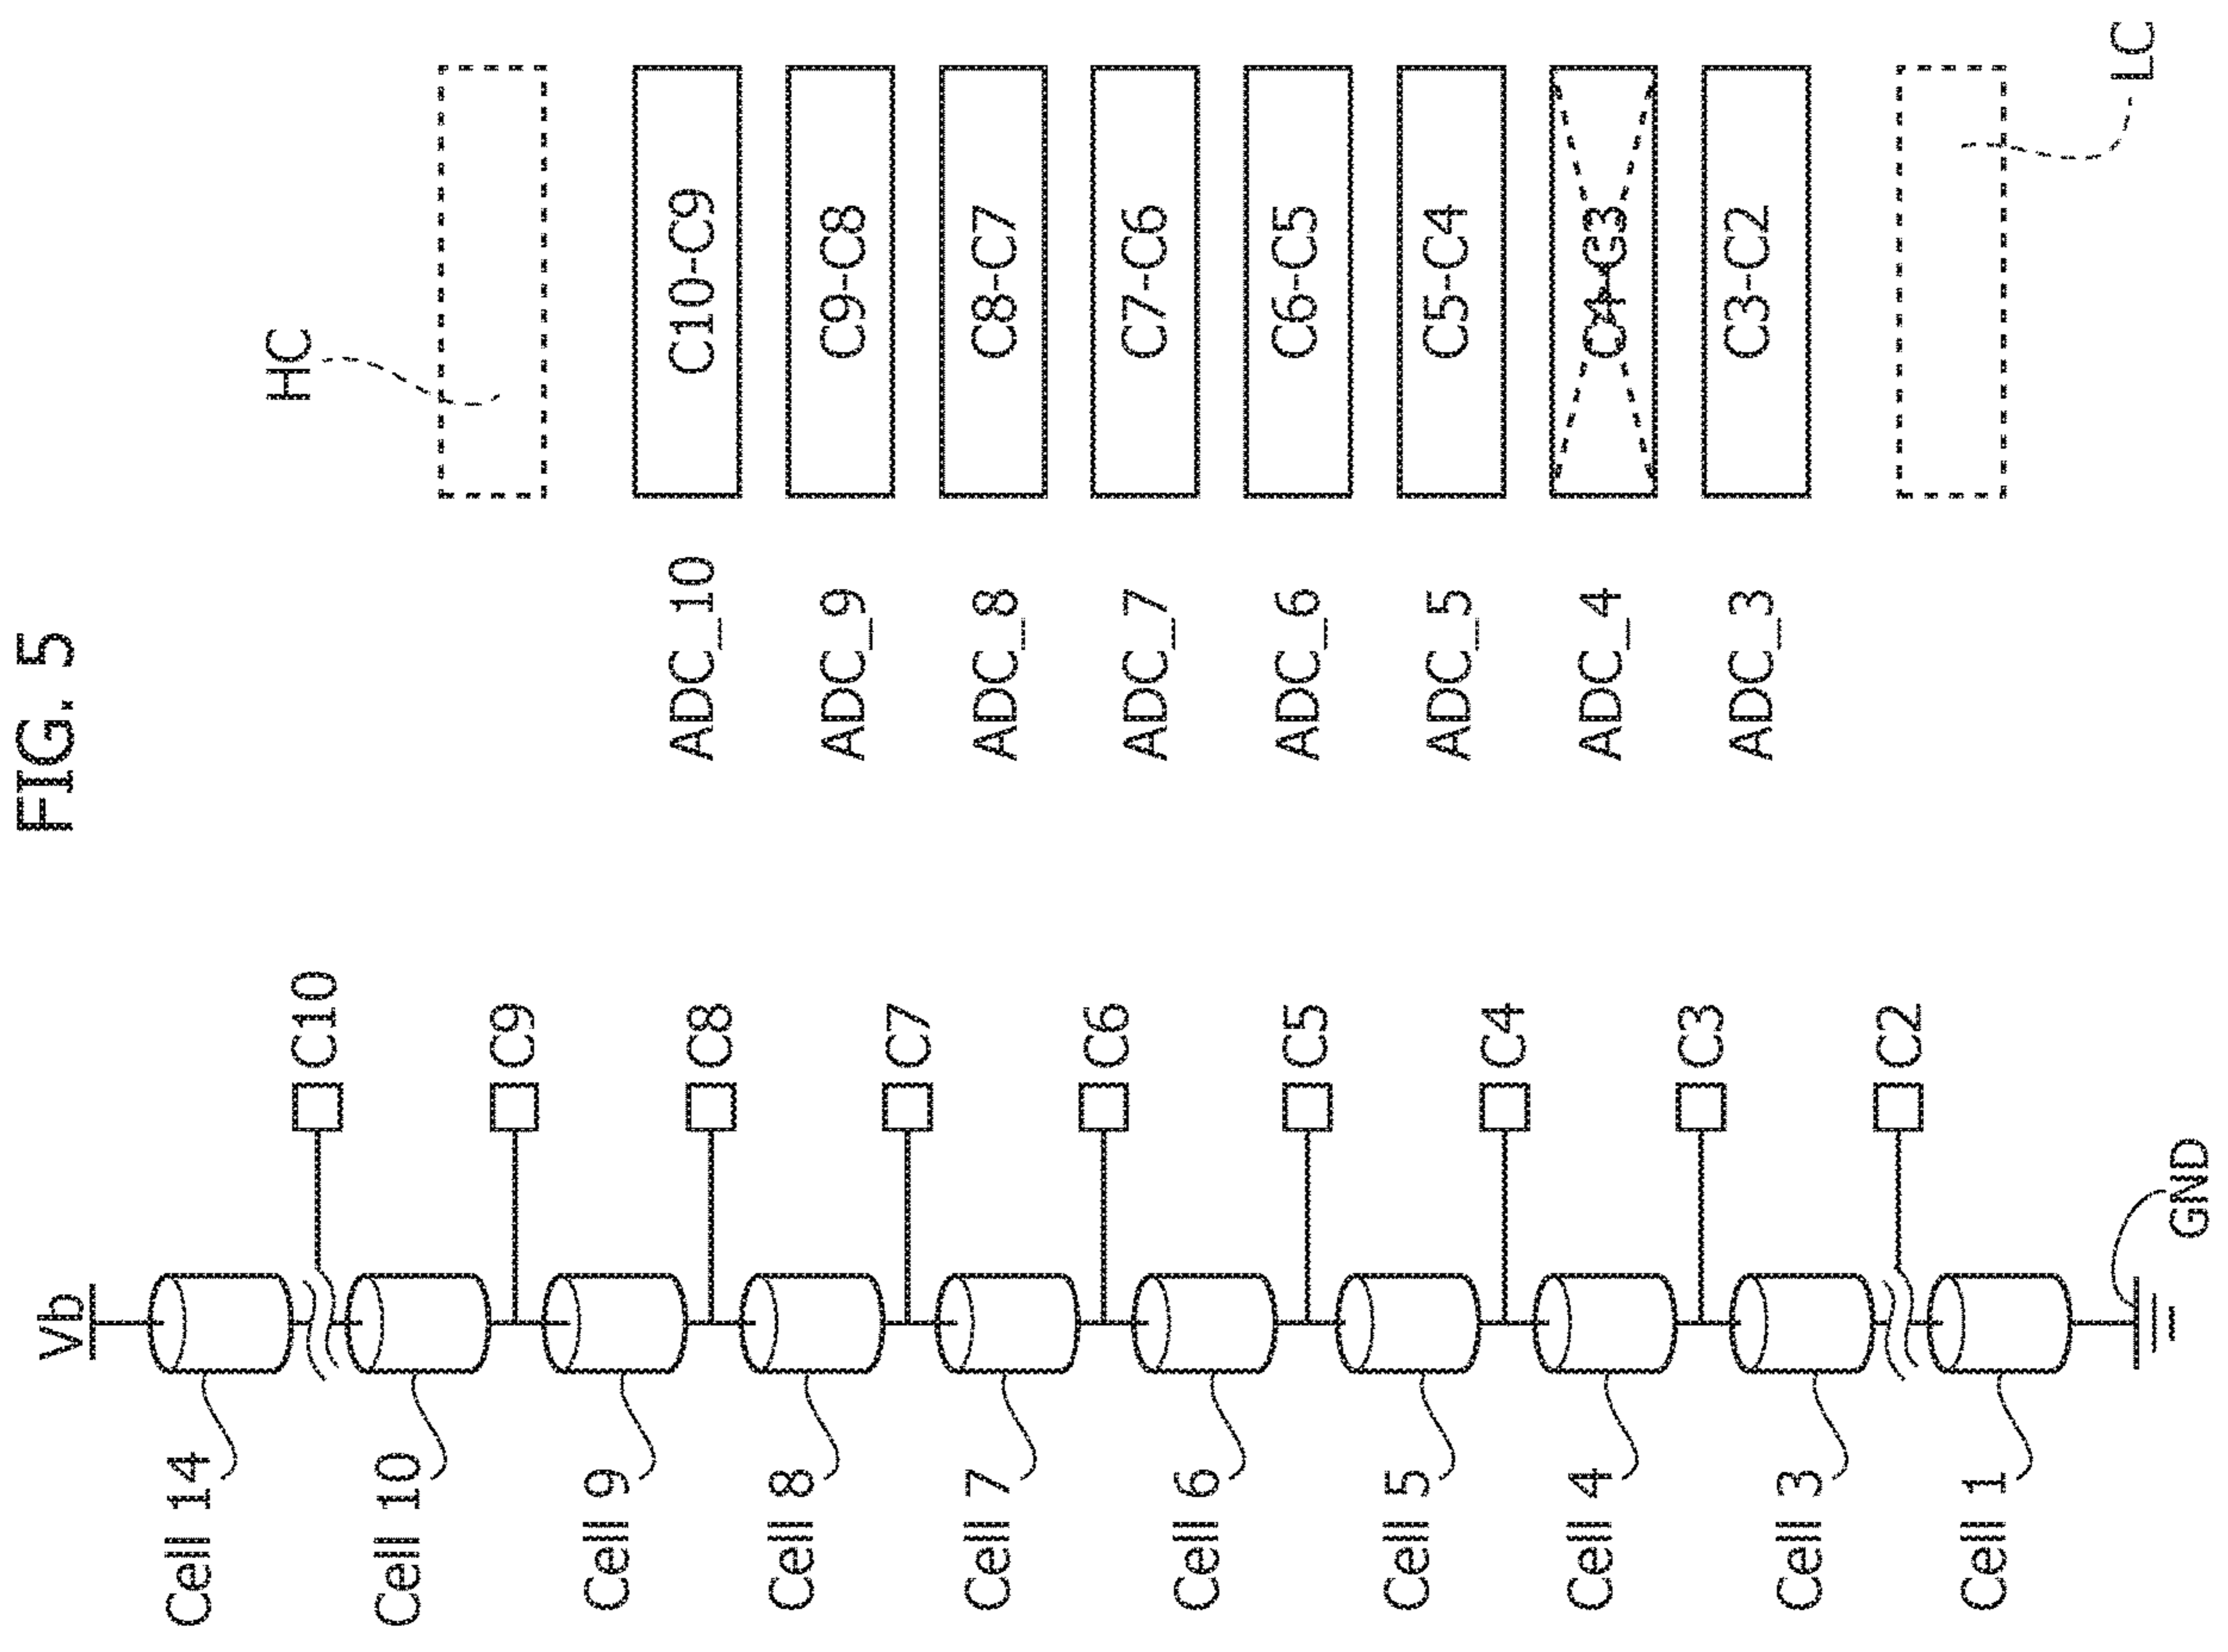 FIG. 5
Vb
Cell 14
Cell 10
Cell 9
Cell 8
Cell 7
Cell 6
Cell 5
Cell 4
Cell 3
Cell 1
C10
C9
C8
C7
C6
C5
C4
C3
C2
GND
HC
ADC_10 C10-C9
ADC_9 C9-C8
ADC_8 C8-C7
ADC_7 C7-C6
ADC_6 C6-C5
ADC_5 C5-C4
ADC_4 C4-C3
ADC_3 C3-C2
LC